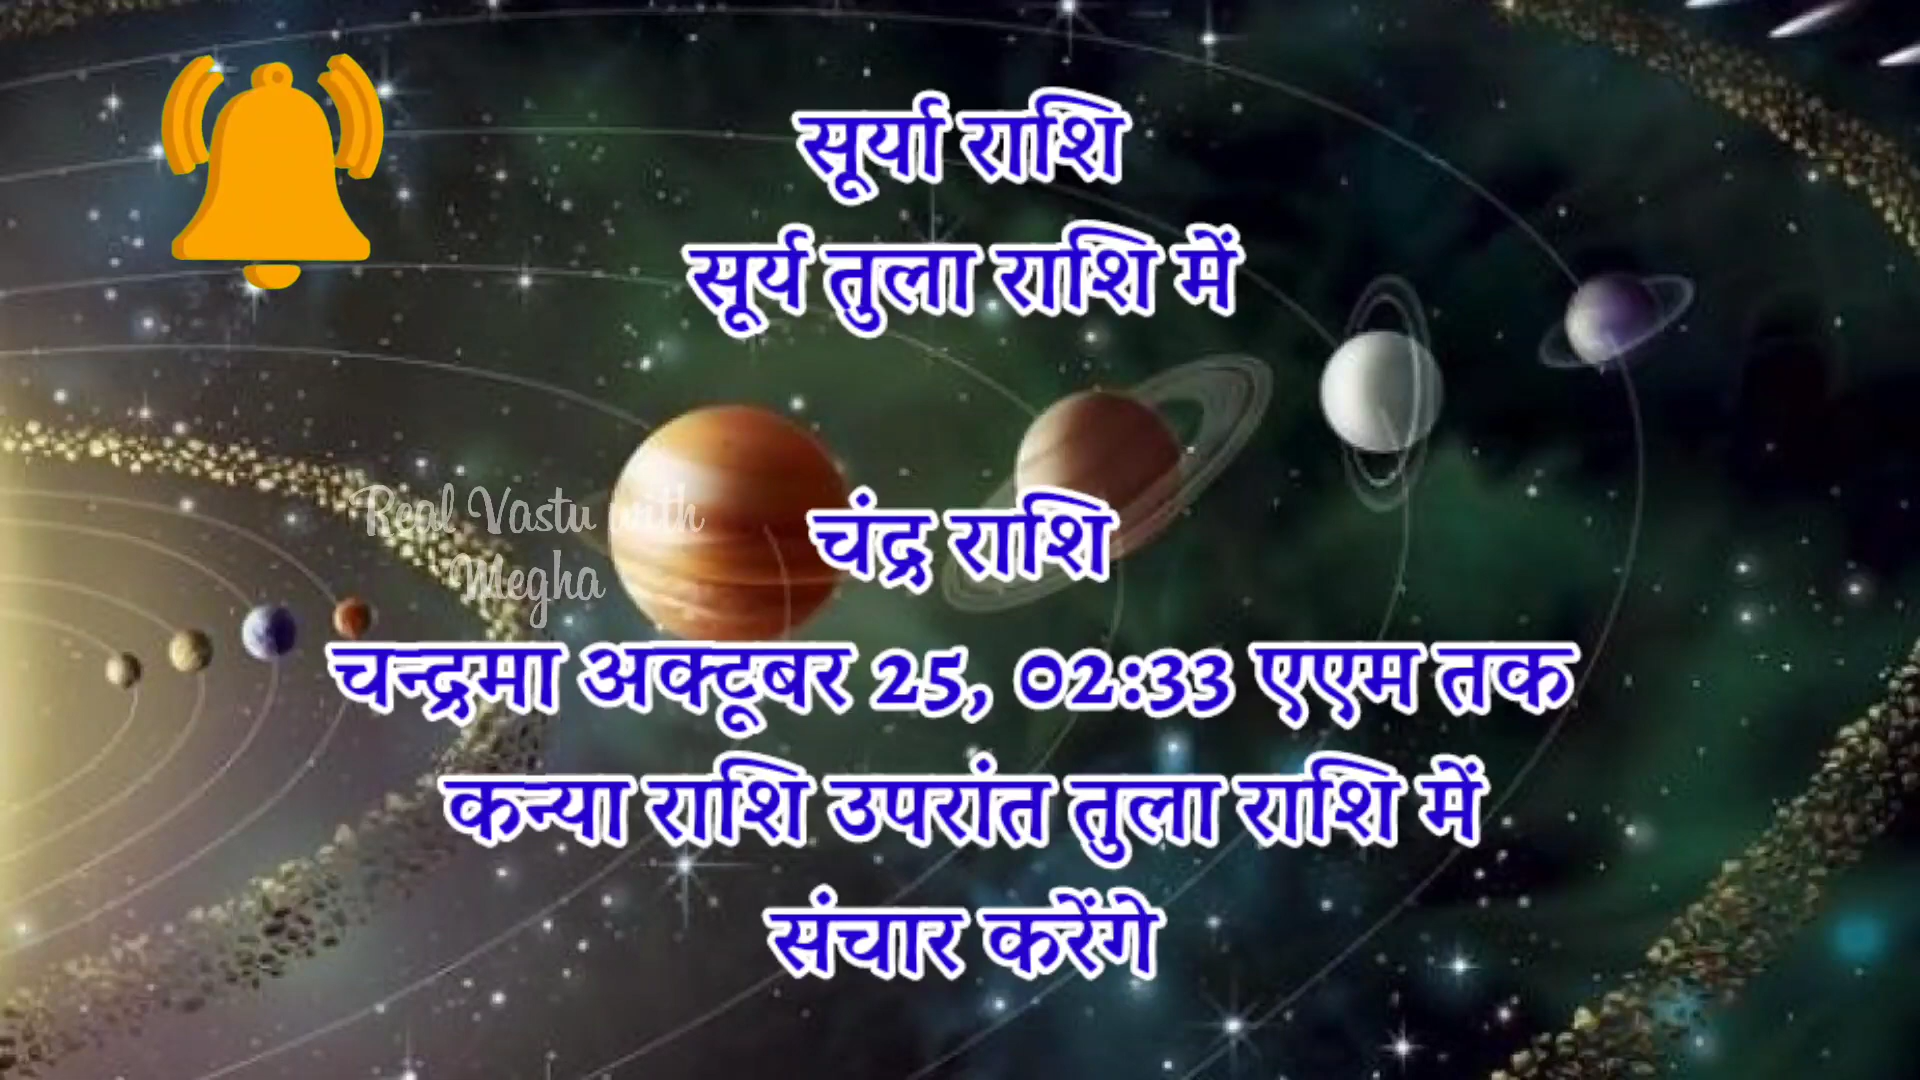 सूर्या राशि
सूर्य तुला राशि में
Real Vastu with
Megha
चंद्र राशि
चन्द्रमा अक्टूबर 25, 02:33 एएम तक
कन्या राशि उपरांत तुला राशि में
संचार करेंगे